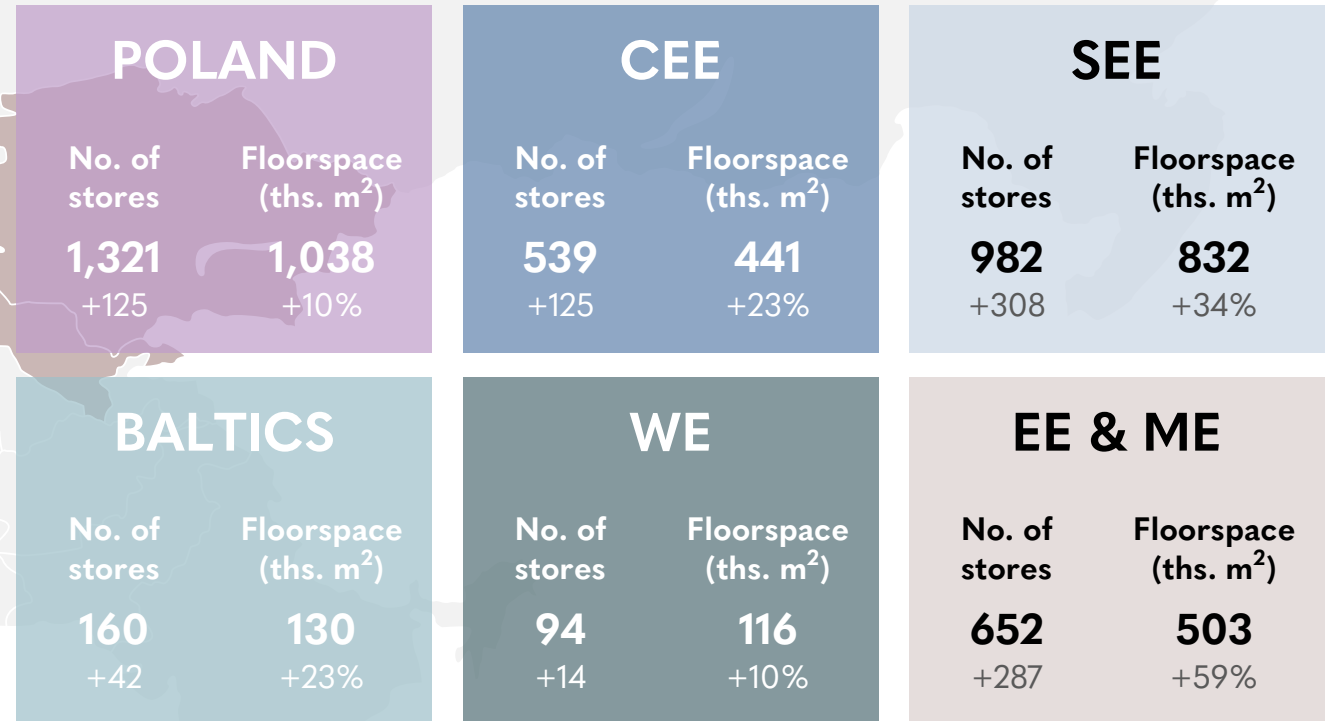 POLAND
No. of stores
Floorspace (ths. m²)
1,321
+125
1,038
+10%
CEE
No. of stores
Floorspace (ths. m²)
539
+125
441
+23%
SEE
No. of stores
Floorspace (ths. m²)
982
+308
832
+34%
BALTICS
No. of stores
Floorspace (ths. m²)
160
+42
130
+23%
WE
No. of stores
Floorspace (ths. m²)
94
+14
116
+10%
EE & ME
No. of stores
Floorspace (ths. m²)
652
+287
503
+59%